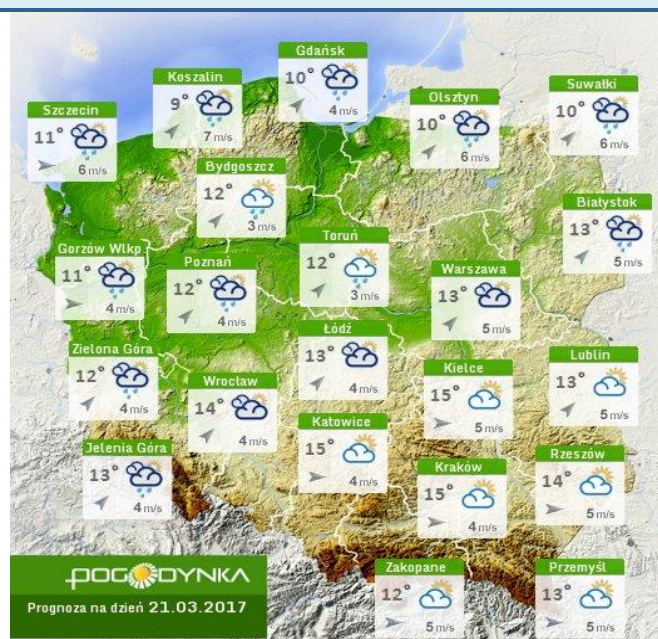 Gdańsk
10°
4 m/s
Koszalin
9°
7 m/s
Suwałki
10°
6 m/s
Olsztyn
10°
6 m/s
Szczecin
11°
6 m/s
Bydgoszcz
12°
3 m/s
Białystok
13°
5 m/s
Toruń
12°
3 m/s
Gorzów Wlkp
11°
4 m/s
Poznań
12°
4 m/s
Warszawa
13°
5 m/s
Łódź
13°
4 m/s
Zielona Góra
12°
4 m/s
Lublin
13°
5 m/s
Kielce
15°
5 m/s
Wrocław
14°
4 m/s
Katowice
15°
4 m/s
Jelenia Góra
13°
4 m/s
Rzeszów
14°
5 m/s
Kraków
15°
4 m/s
Zakopane
12°
5 m/s
Przemyśl
13°
5 m/s
POGODYNKA
Prognoza na dzień 21.03.2017